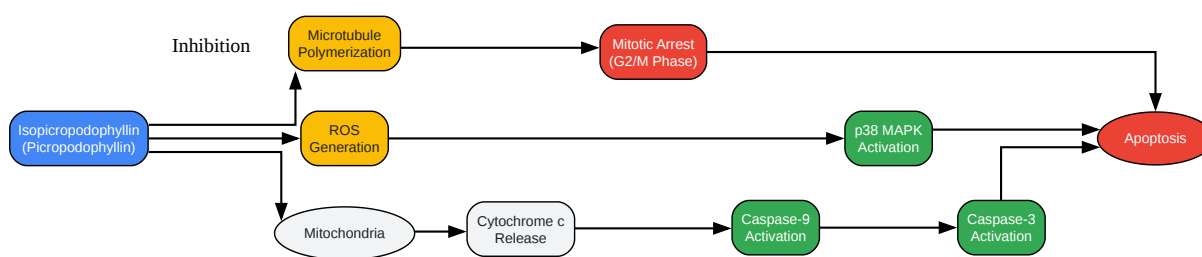 Inhibition
Microtubule
Polymerization
Mitotic Arrest
(G2/M Phase)
Isopicropodophyllin
(Picropodophyllin)
ROS
Generation
p38 MAPK
Activation
Apoptosis
Mitochondria
Cytochrome c
Release
Caspase-9
Activation
Caspase-3
Activation